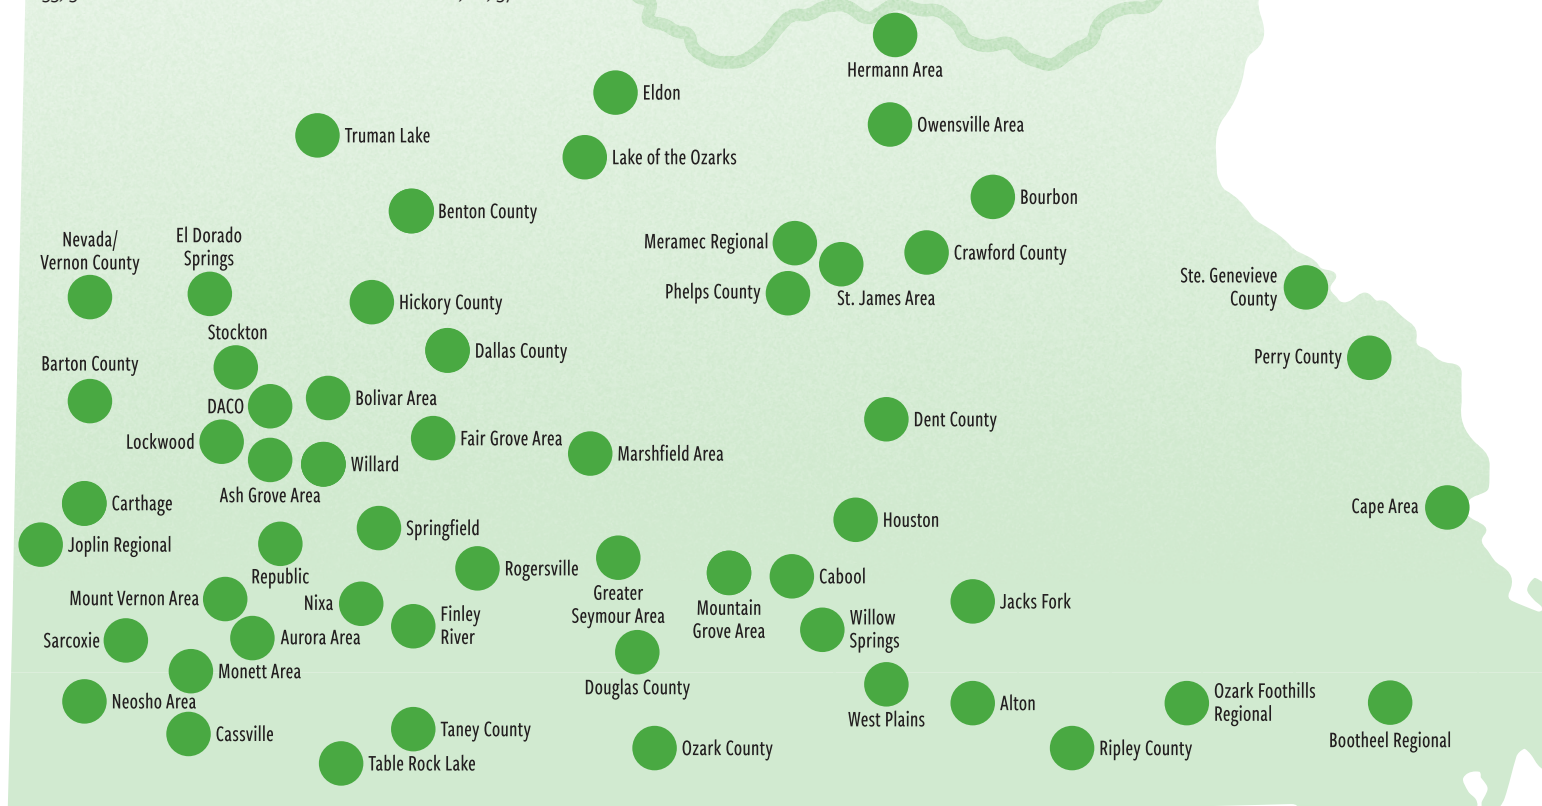 Hermann Area
Eldon
Owensville Area
Truman Lake
Lake of the Ozarks
Bourbon
Benton County
Nevada/
Vernon County
El Dorado
Springs
Meramec Regional
Crawford County
Phelps County
St. James Area
Ste. Genevieve
County
Hickory County
Stockton
Dallas County
Perry County
Barton County
DACO
Bolivar Area
Dent County
Lockwood
Fair Grove Area
Marshfield Area
Willard
Ash Grove Area
Carthage
Cape Area
Springfield
Houston
Joplin Regional
Republic
Rogersville
Greater
Seymour Area
Cabool
Mount Vernon Area
Nixa
Finley
River
Mountain
Grove Area
Jacks Fork
Willow
Springs
Sarcoxie
Aurora Area
Monett Area
Douglas County
Neosho Area
West Plains
Alton
Ozark Foothills
Regional
Bootheel Regional
Cassville
Taney County
Table Rock Lake
Ozark County
Ripley County